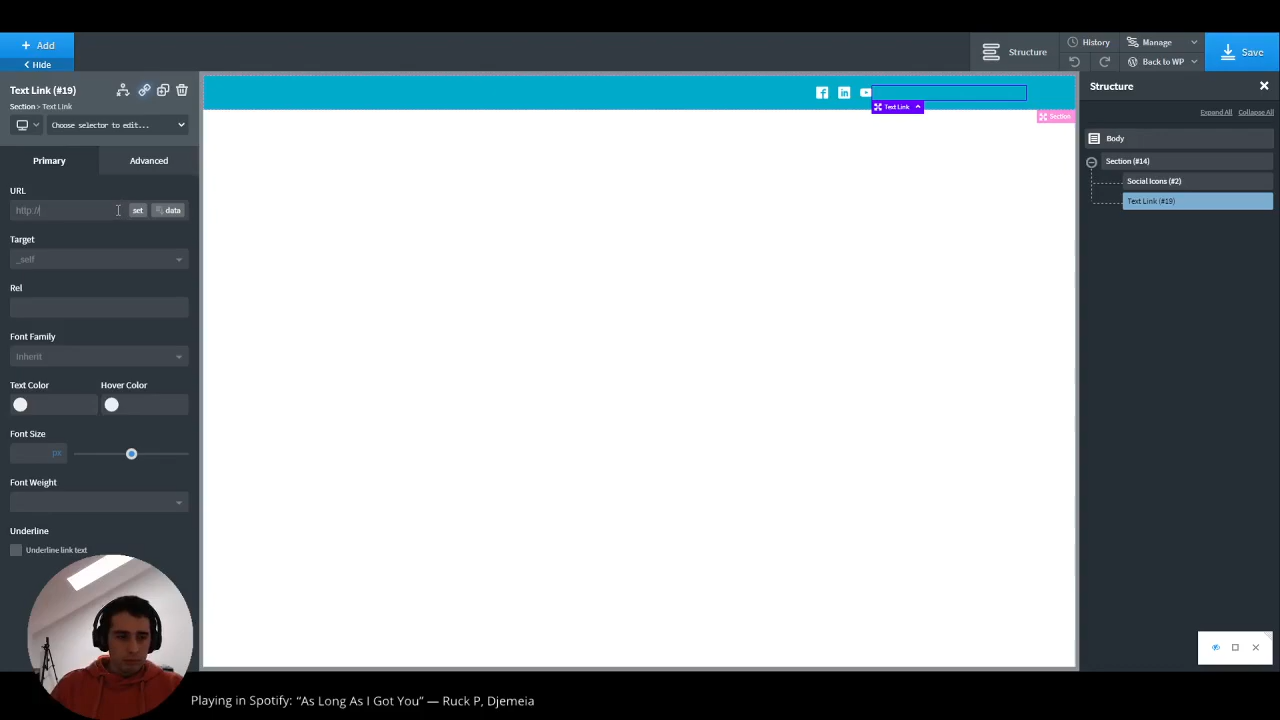 + Add
Hide
Structure
History
Manage
Back to WP
Save
Text Link (#19)
Section > Text Link
Choose selector to edit...
Primary
Advanced
URL
http://
set
data
Target
_self
Rel
Font Family
Inherit
Text Color
Hover Color
Font Size
px
Font Weight
Underline
Underline link text
Text Link
Section
Structure
Expand All
Collapse All
Body
Section (#14)
Social Icons (#2)
Text Link (#19)
Playing in Spotify: “As Long As I Got You” — Ruck P, Djemeia